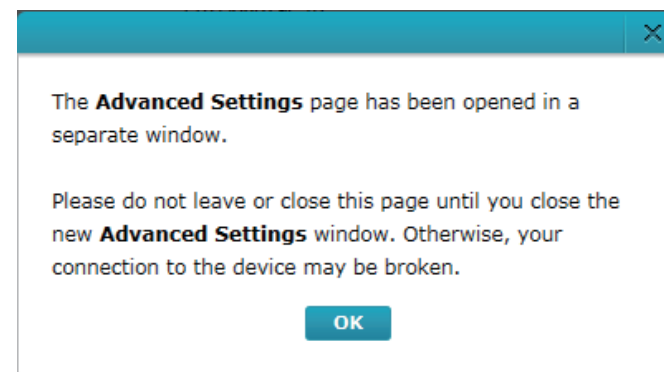 The Advanced Settings page has been opened in a
separate window.
Please do not leave or close this page until you close the
new Advanced Settings window. Otherwise, your
connection to the device may be broken.
OK